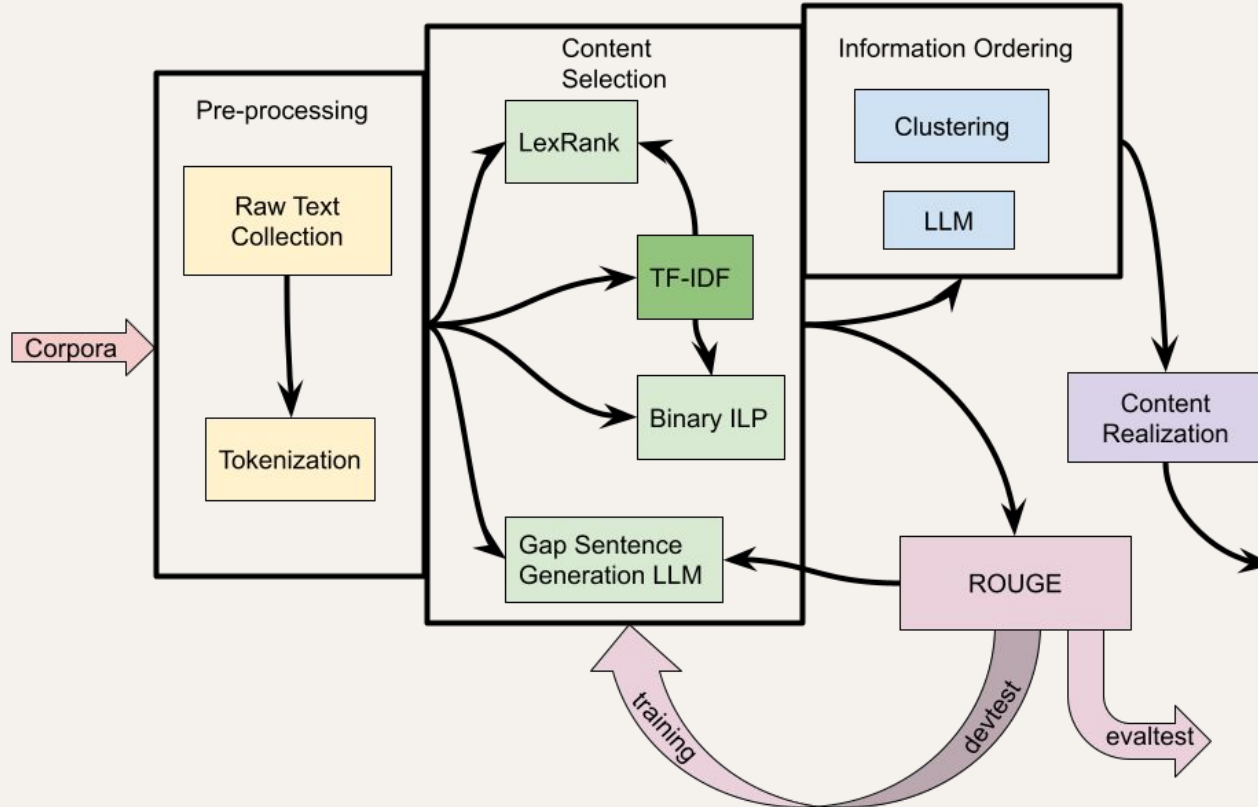 Corpora
Pre-processing
Raw Text
Collection
Tokenization
Content
Selection
LexRank
TF-IDF
Binary ILP
Gap Sentence
Generation LLM
Information Ordering
Clustering
LLM
Content
Realization
ROUGE
training
devtest
evaltest